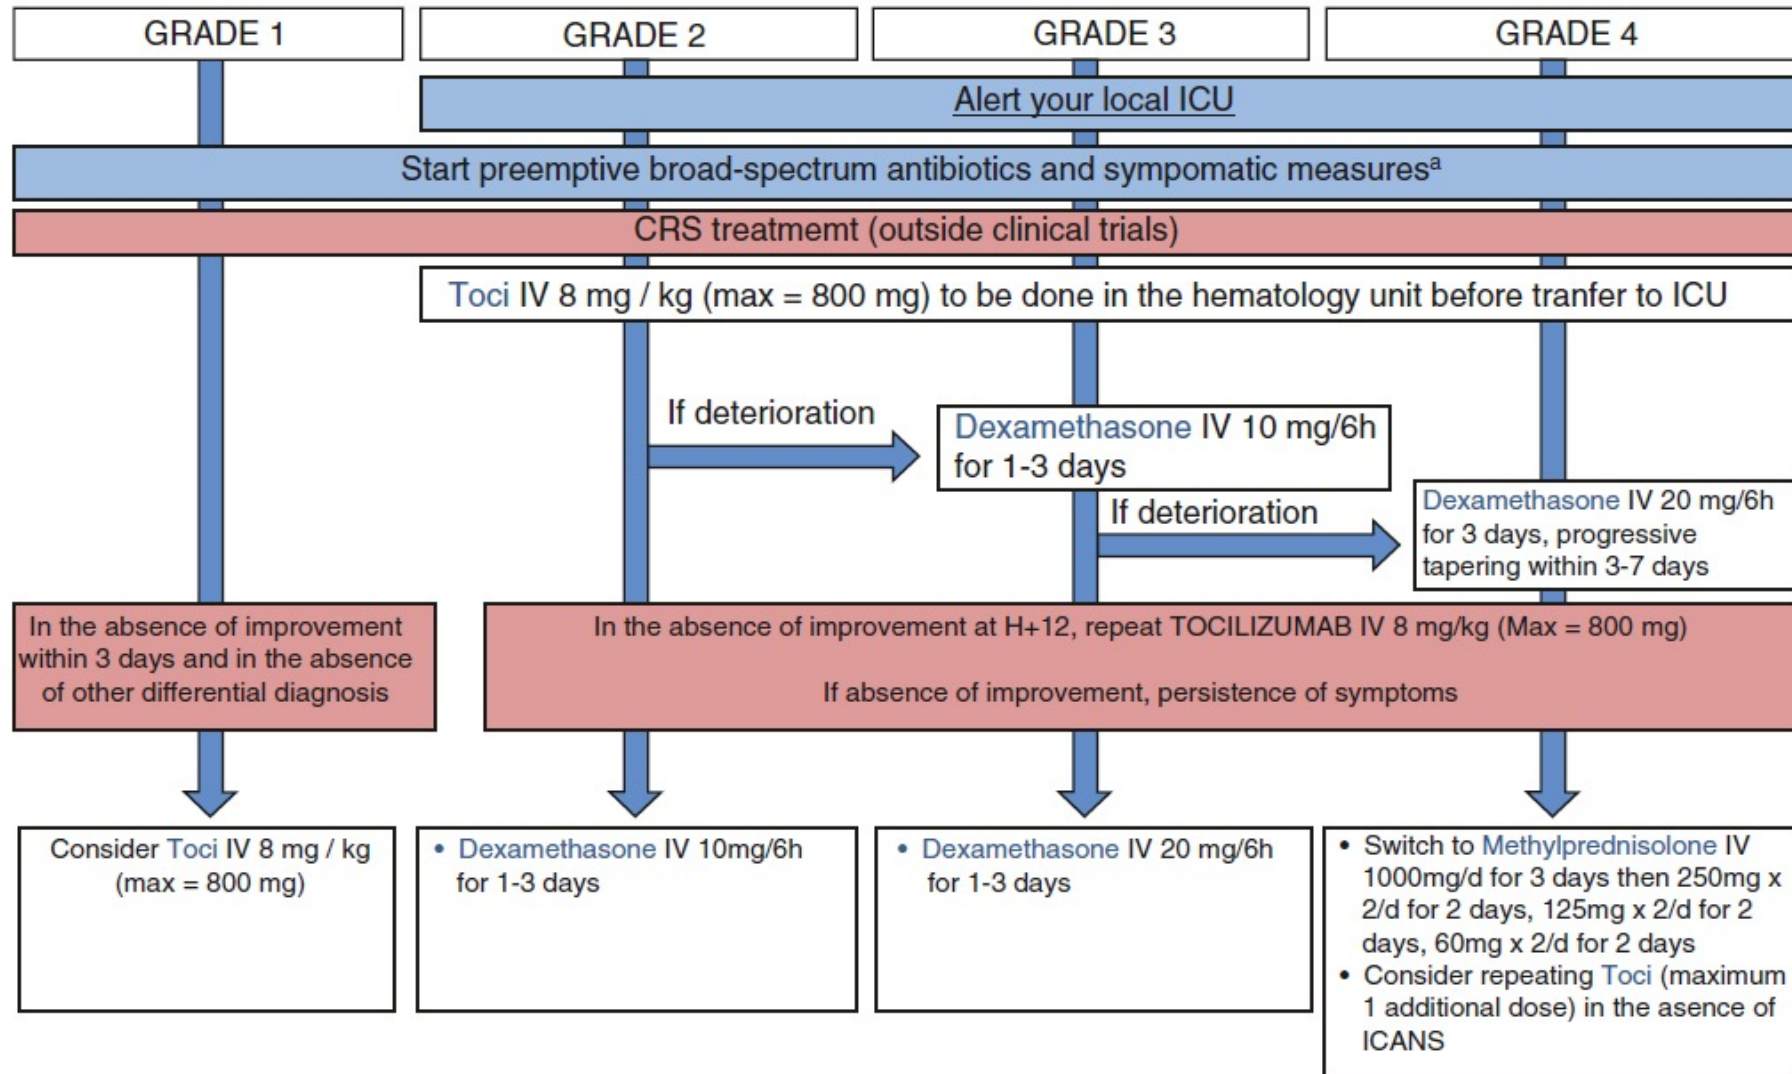 GRADE 1
GRADE 2
GRADE 3
GRADE 4
Alert your local ICU
Start preemptive broad-spectrum antibiotics and sympomatic measuresᵃ
CRS treatmemt (outside clinical trials)
Toci IV 8 mg / kg (max = 800 mg) to be done in the hematology unit before tranfer to ICU
If deterioration
Dexamethasone IV 10 mg/6h
for 1-3 days
If deterioration
Dexamethasone IV 20 mg/6h
for 3 days, progressive
tapering within 3-7 days
In the absence of improvement
within 3 days and in the absence
of other differential diagnosis
In the absence of improvement at H+12, repeat TOCILIZUMAB IV 8 mg/kg (Max = 800 mg)
If absence of improvement, persistence of symptoms
Consider Toci IV 8 mg / kg
(max = 800 mg)
• Dexamethasone IV 10mg/6h
for 1-3 days
• Dexamethasone IV 20 mg/6h
for 1-3 days
• Switch to Methylprednisolone IV
1000mg/d for 3 days then 250mg x
2/d for 2 days, 125mg x 2/d for 2
days, 60mg x 2/d for 2 days
• Consider repeating Toci (maximum
1 additional dose) in the asence of
ICANS